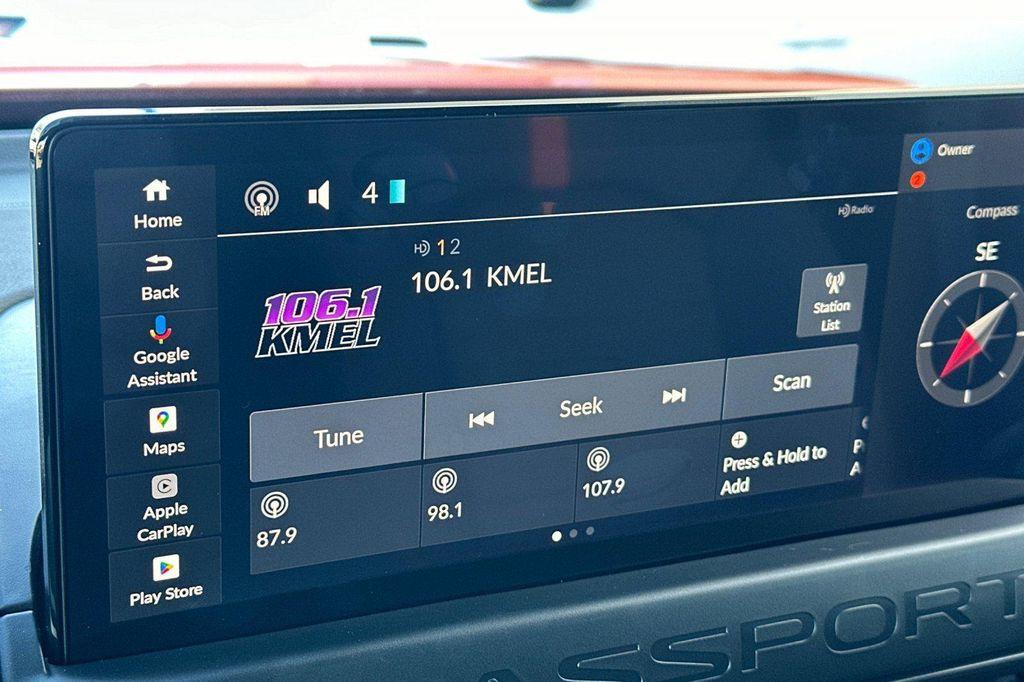 Home
Back
Google
Assistant
Maps
Apple
CarPlay
Play Store
FM
4
HD Radio
HD 1 2
106.1 KMEL
106.1
KMEL
Station
List
Tune
Seek
Scan
87.9
98.1
107.9
Press & Hold to
Add
P
A
Owner
2
Compass
SE
ASSPORT